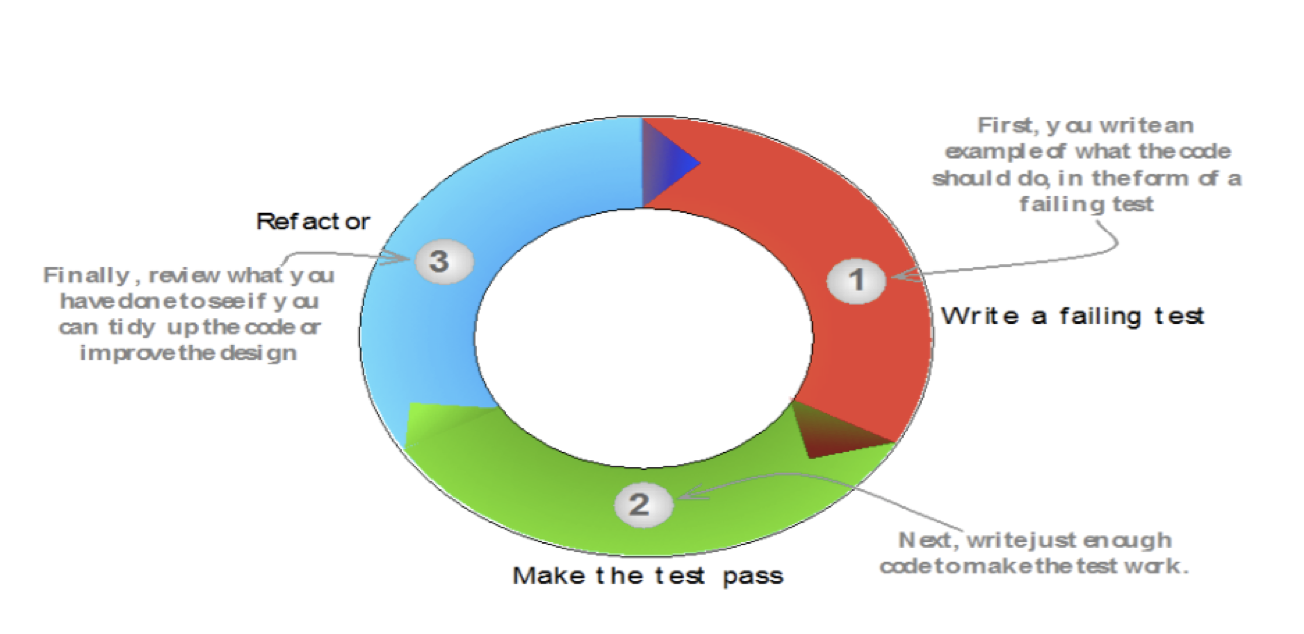 First, you write an
example of what the code
should do, in the form of a
failing test
1
Write a failing test
Refactor
3
Finally, review what you
have done to see if you
can tidy up the code or
improve the design
2
Next, write just enough
code to make the test work.
Make the test pass